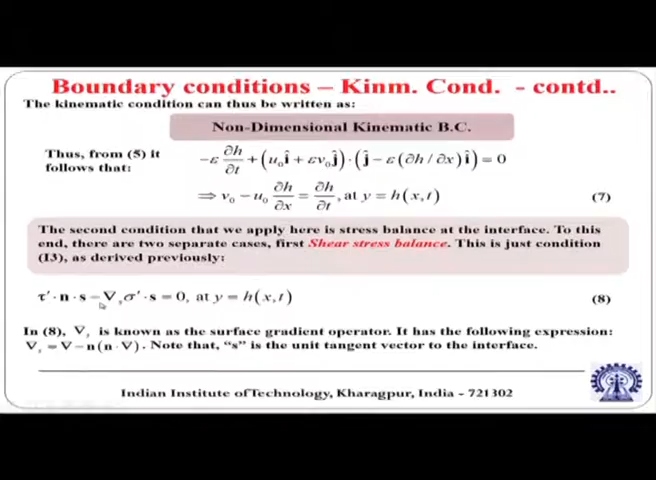 Boundary conditions – Kinm. Cond. - contd..
The kinematic condition can thus be written as:
Non-Dimensional Kinematic B.C.
Thus, from (5) it
follows that:
−ε ∂h/∂t + (u₀î + εv₀ĵ)·(ĵ − ε(∂h/∂x)î) = 0
⇒ v₀ − u₀ ∂h/∂x = ∂h/∂t, at y = h(x,t) (7)
The second condition that we apply here is stress balance at the interface. To this
end, there are two separate cases, first Shear stress balance. This is just condition
(I3), as derived previously:
τ′·n·s − ∇ₛσ′·s = 0, at y = h(x,t) (8)
In (8), ∇ₛ is known as the surface gradient operator. It has the following expression:
∇ₛ = ∇ − n(n·∇). Note that, “s” is the unit tangent vector to the interface.
Indian Institute of Technology, Kharagpur, India - 721302